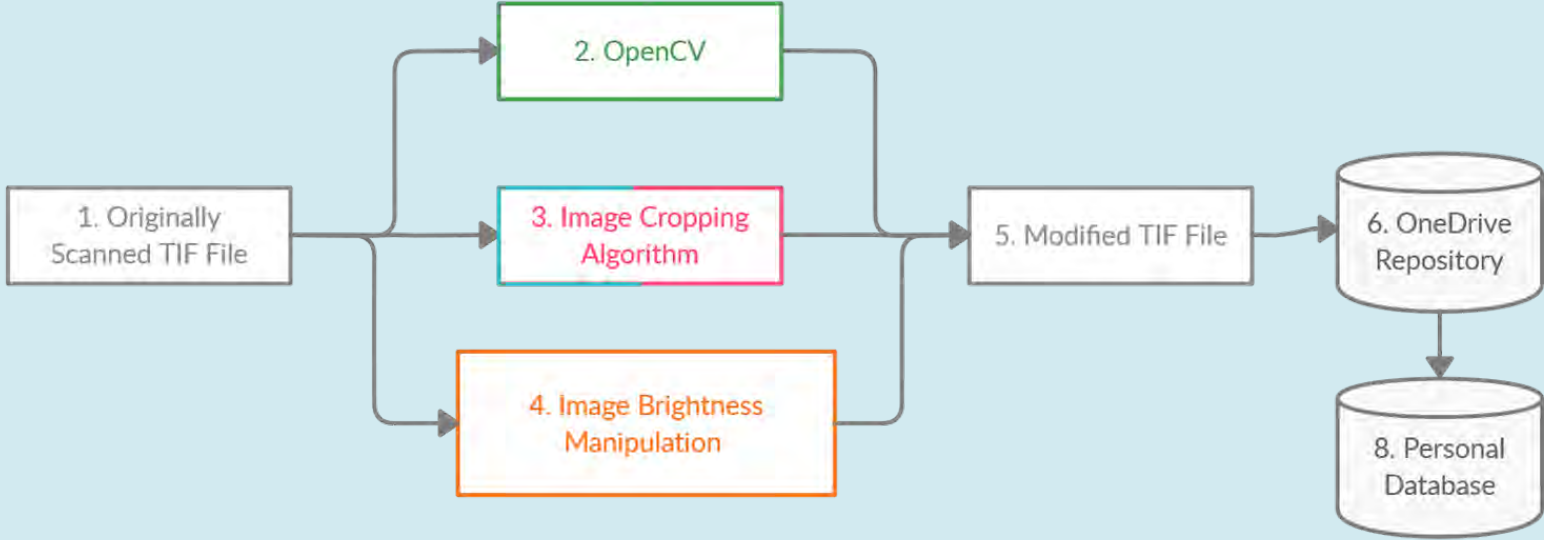 2. OpenCV
1. Originally
Scanned TIF File
3. Image Cropping
Algorithm
4. Image Brightness
Manipulation
5. Modified TIF File
6. OneDrive
Repository
8. Personal
Database